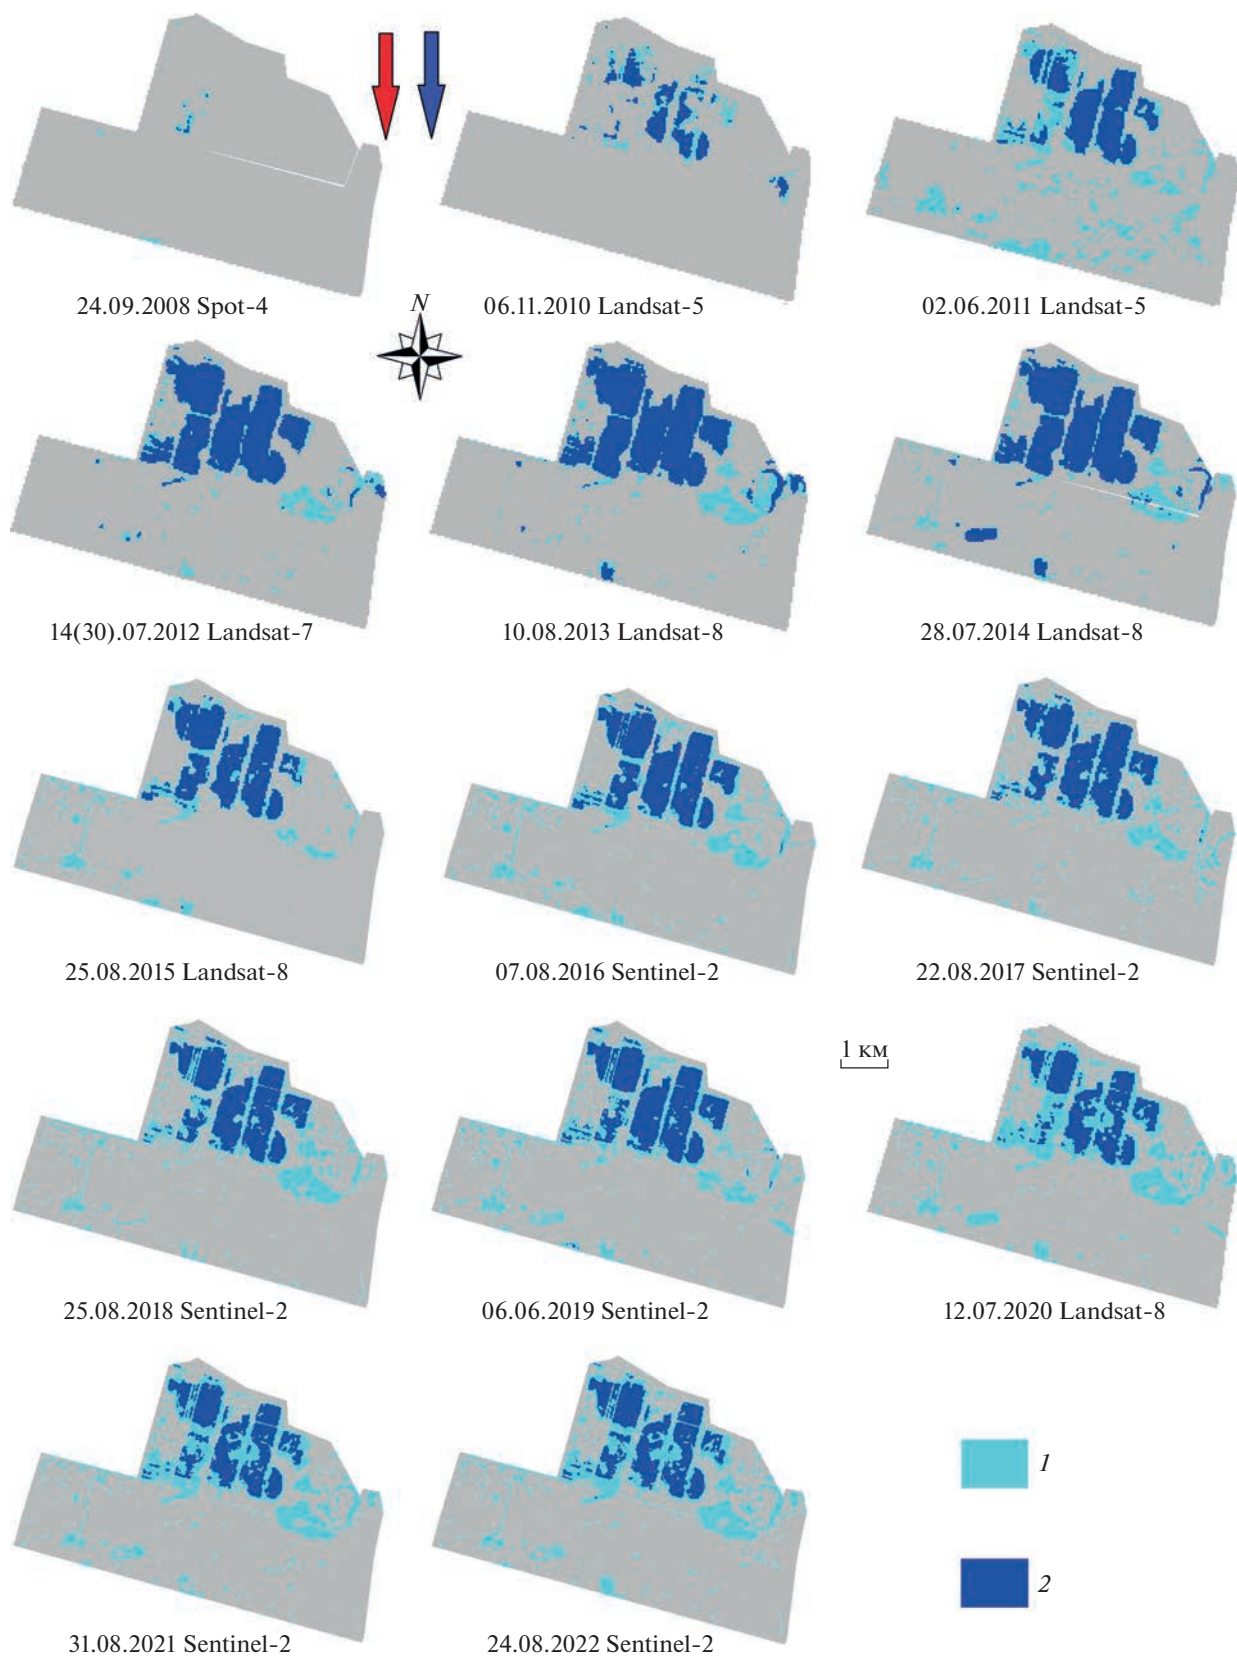 24.09.2008 Spot-4
N
06.11.2010 Landsat-5
02.06.2011 Landsat-5
14(30).07.2012 Landsat-7
10.08.2013 Landsat-8
28.07.2014 Landsat-8
25.08.2015 Landsat-8
07.08.2016 Sentinel-2
22.08.2017 Sentinel-2
1 км
25.08.2018 Sentinel-2
06.06.2019 Sentinel-2
12.07.2020 Landsat-8
1
2
31.08.2021 Sentinel-2
24.08.2022 Sentinel-2